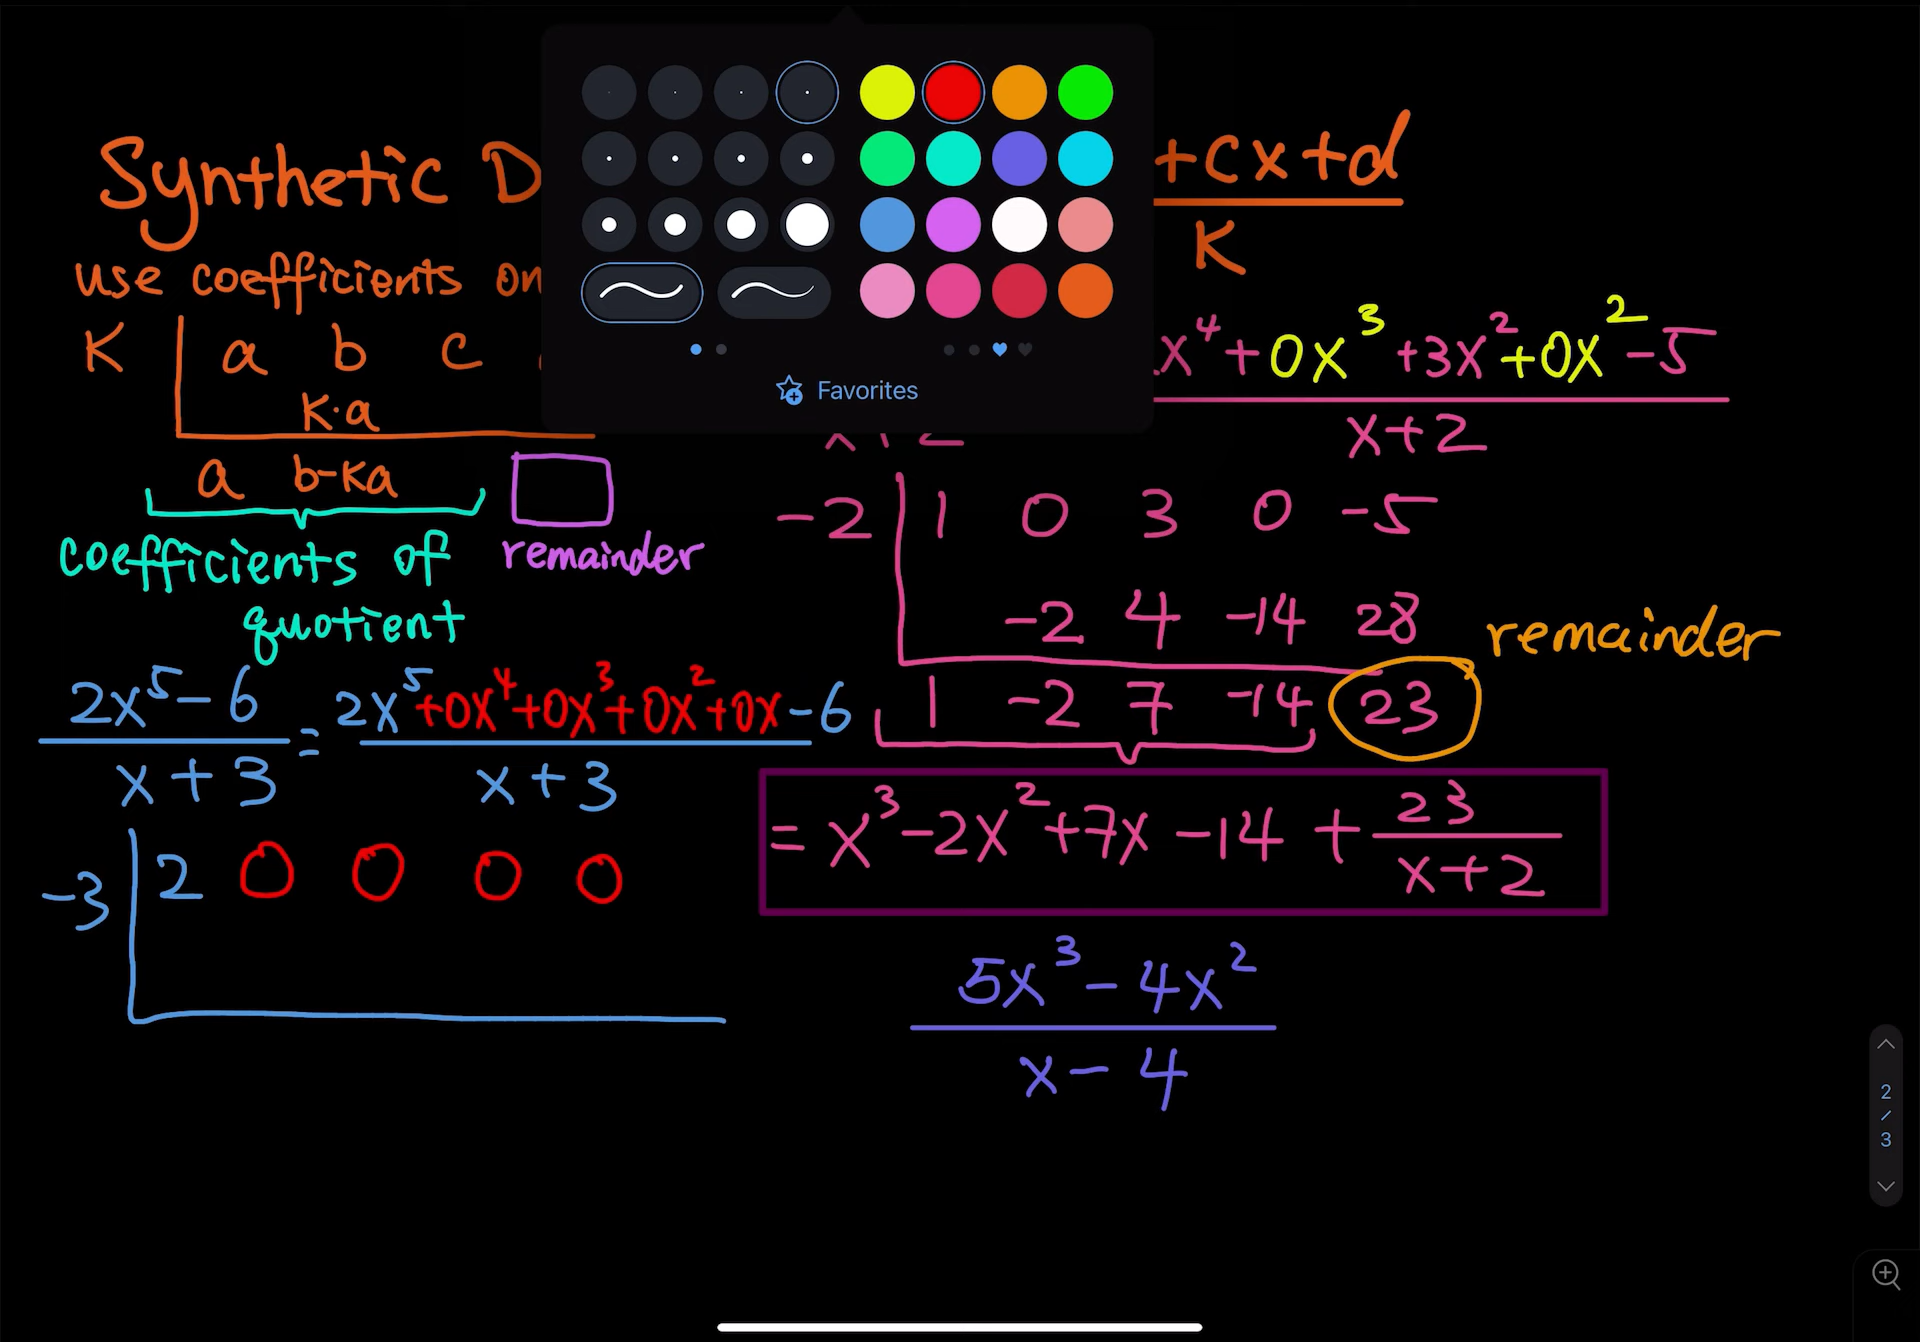 Synthetic D
+cx+d
K
use coefficients on
K a b c
K·a
a b-Ka
remainder
coefficients of
quotient
Favorites
x⁴+0x³+3x²+0x²-5
x+2
x+2
-2 1 0 3 0 -5
-2 4 -14 28
1 -2 7 -14 23
remainder
2x⁵-6 = 2x⁵+0x⁴+0x³+0x²+0x-6
x+3 x+3
-3 2 0 0 0 0
= x³-2x²+7x-14 + 23
x+2
5x³-4x²
x-4
2
/
3